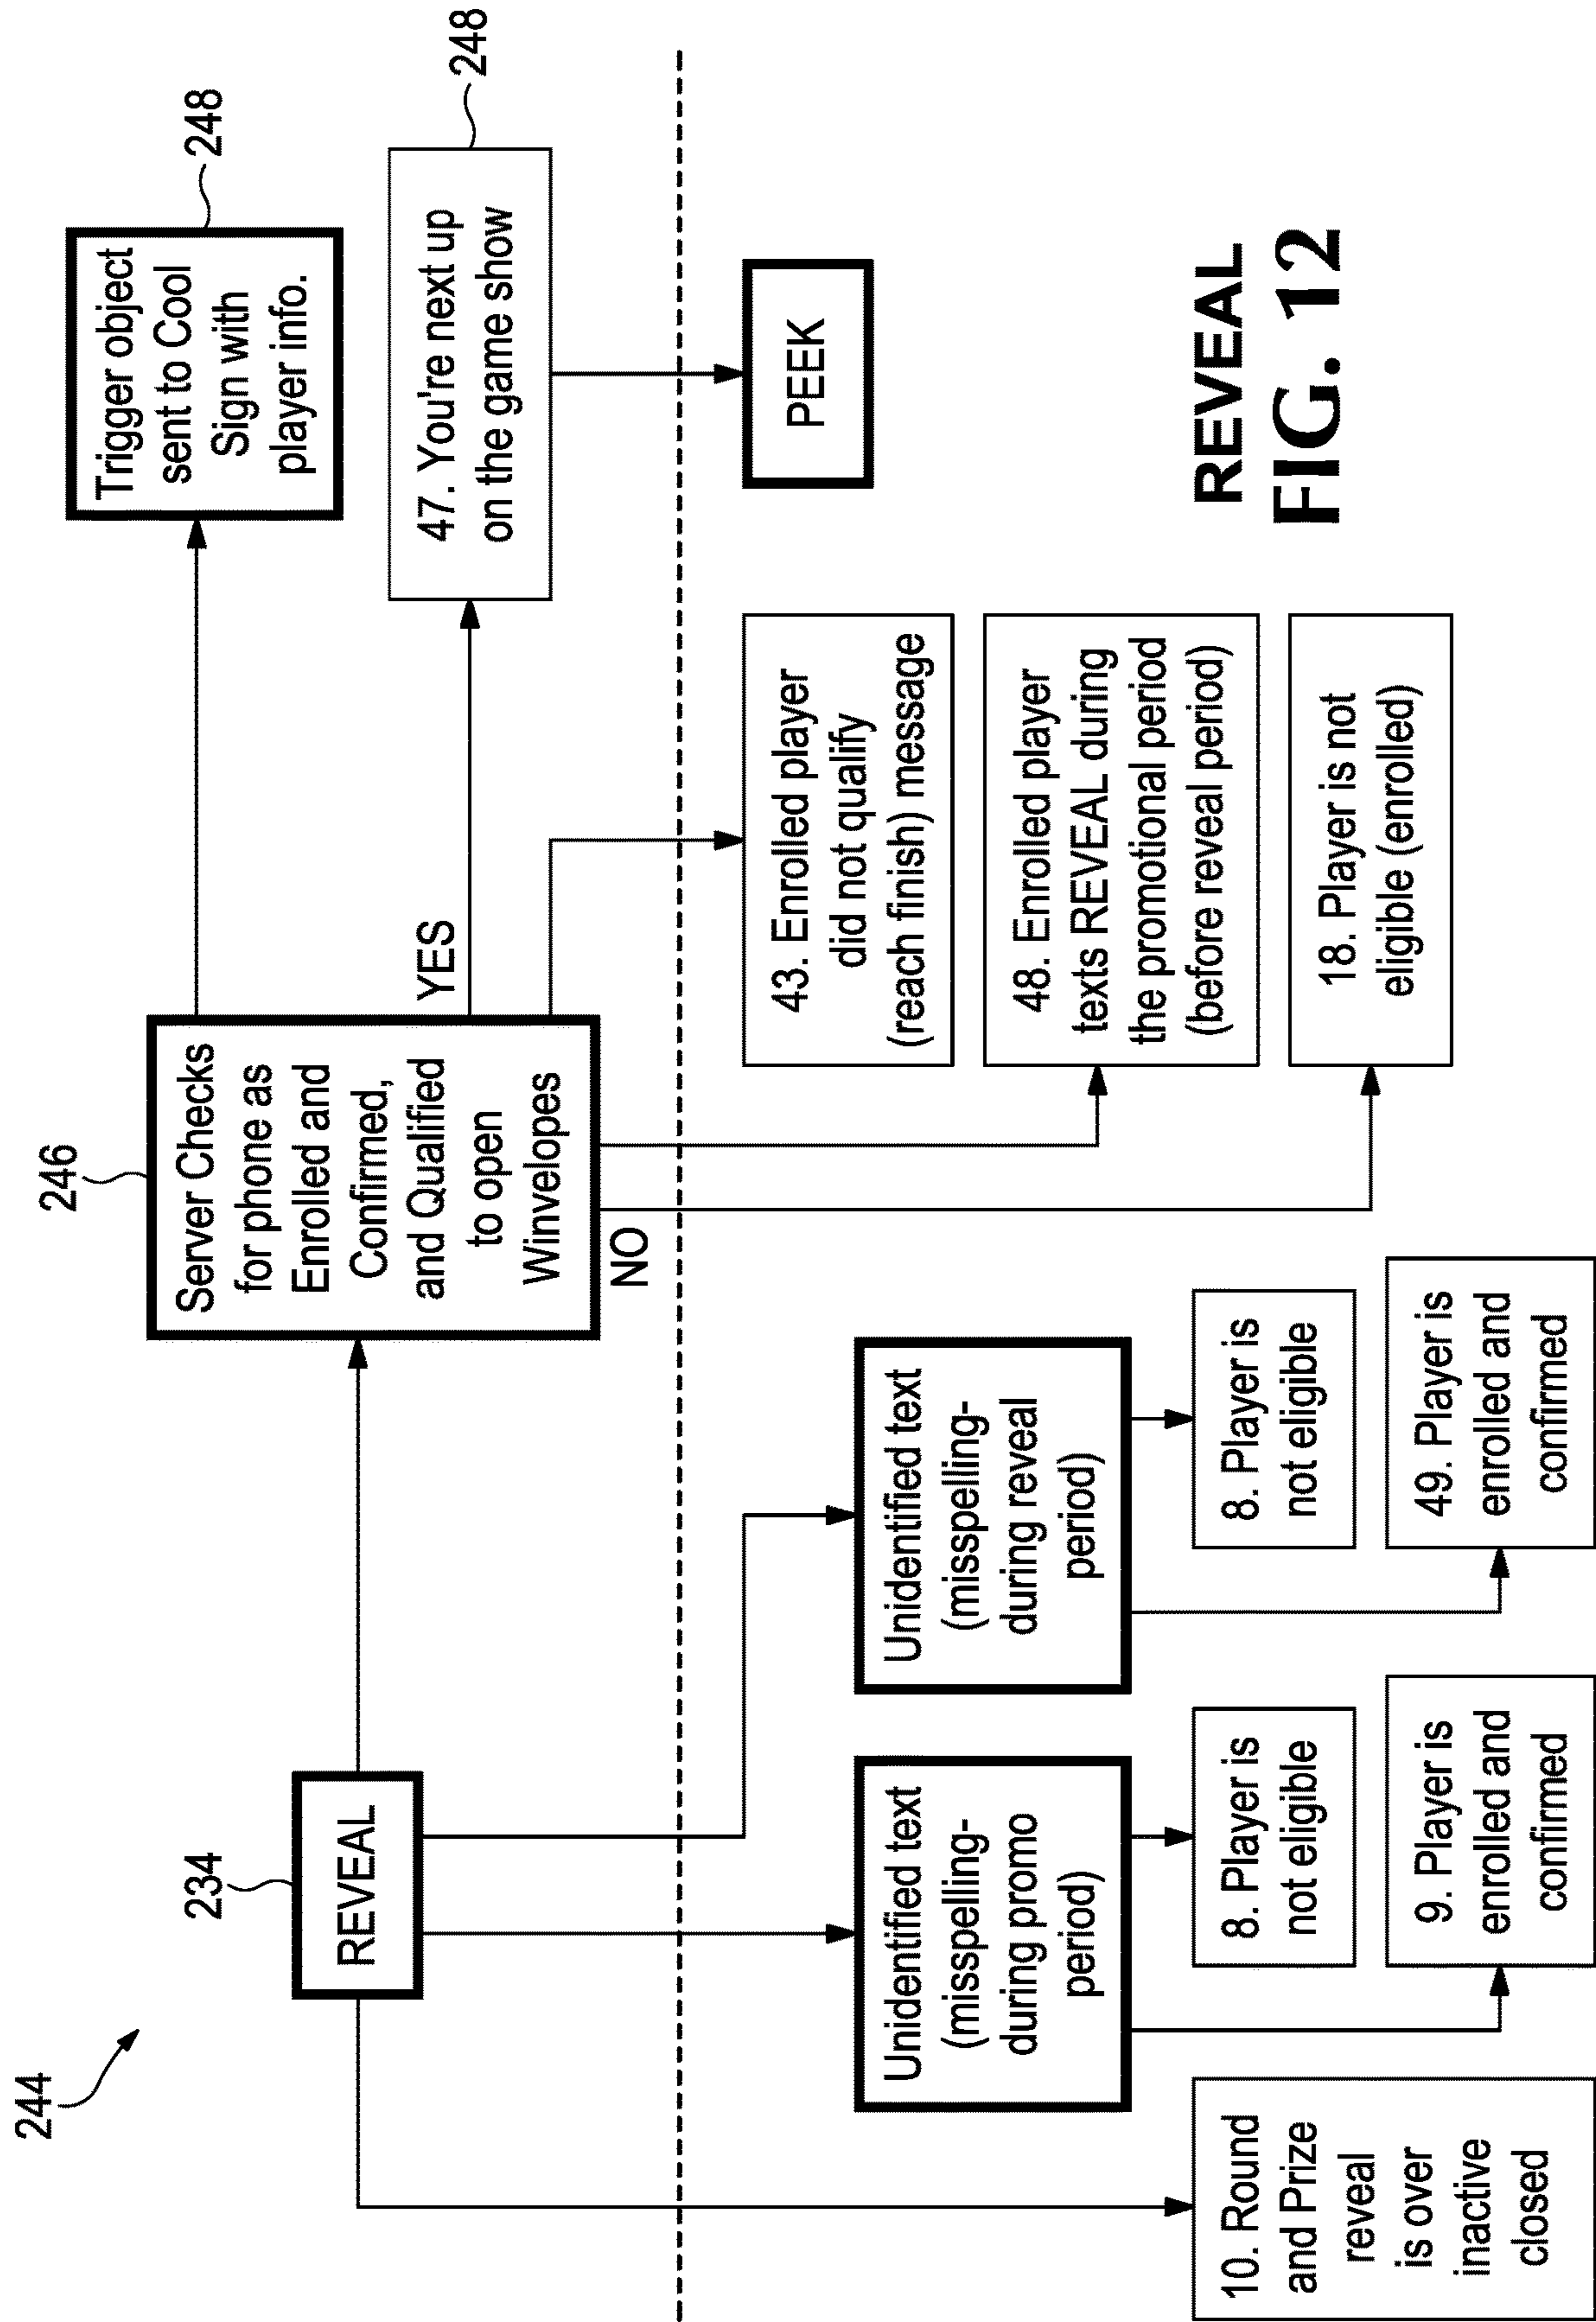 244
234
REVEAL
246
Server Checks
for phone as
Enrolled and
Confirmed,
and Qualified
to open
Winvelopes
YES
NO
248
Trigger object
sent to Cool
Sign with
player info.
248
47. You're next up
on the game show
PEEK
10. Round
and Prize
reveal
is over
inactive
closed
Unidentified text
(misspelling-
during promo
period)
8. Player is
not eligible
9. Player is
enrolled and
confirmed
Unidentified text
(misspelling-
during reveal
period)
8. Player is
not eligible
49. Player is
enrolled and
confirmed
43. Enrolled player
did not qualify
(reach finish) message
48. Enrolled player
texts REVEAL during
the promotional period
(before reveal period)
18. Player is not
eligible (enrolled)
REVEAL
FIG. 12